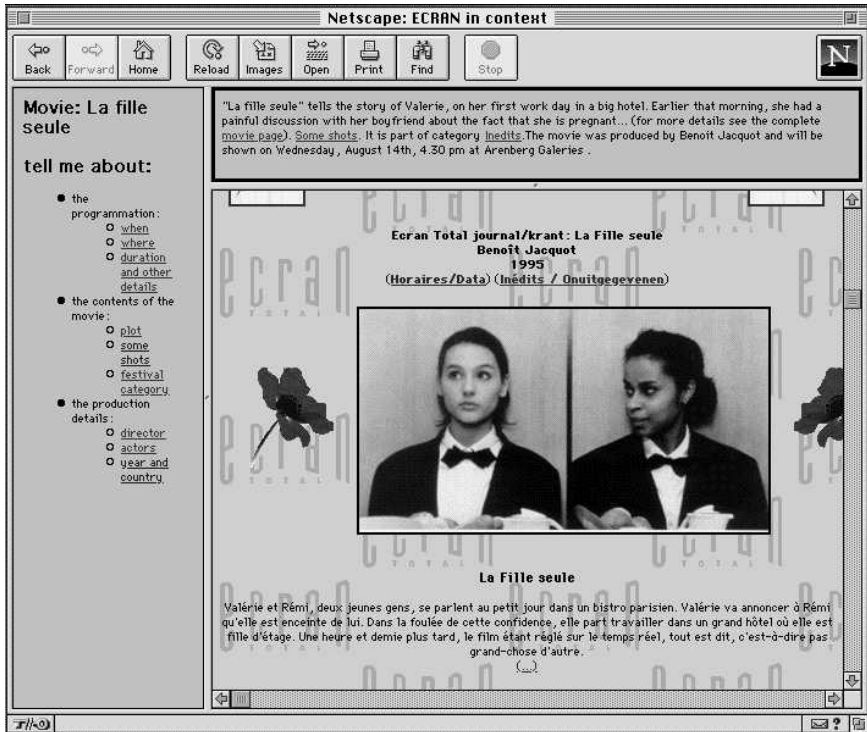 Netscape: ECRAN in context
Back
Forward
Home
Reload
Images
Open
Print
Find
Stop
N
Movie: La fille
seule
tell me about:
the
programmation:
when
where
duration
and other
details
the contents of the
movie:
plot
some
shots
festival
category
the production
details:
director
actors
year and
country
"La fille seule" tells the story of Valerie, on her first work day in a big hotel. Earlier that morning, she had a
painful discussion with her boyfriend about the fact that she is pregnant... (for more details see the complete
movie page). Some shots. It is part of category Inedits.The movie was produced by Benoit Jacquot and will be
shown on Wednesday, August 14th, 4.30 pm at Arenberg Galeries .
Ecran Total journal/krant: La Fille seule
Benoît Jacquot
1995
(Horaires/Data) (Inédits / Onuitgegevenen)
ecran
TOTAL
La Fille seule
Valérie et Rémi, deux jeunes gens, se parlent au petit jour dans un bistro parisien. Valérie va annoncer à Rémi
qu'elle est enceinte de lui. Dans la foulée de cette confidence, elle part travailler dans un grand hôtel où elle est
fille d'étage. Une heure et demie plus tard, le film étant réglé sur le temps réel, tout est dit, c'est-à-dire pas
grand-chose d'autre.
(...)
?